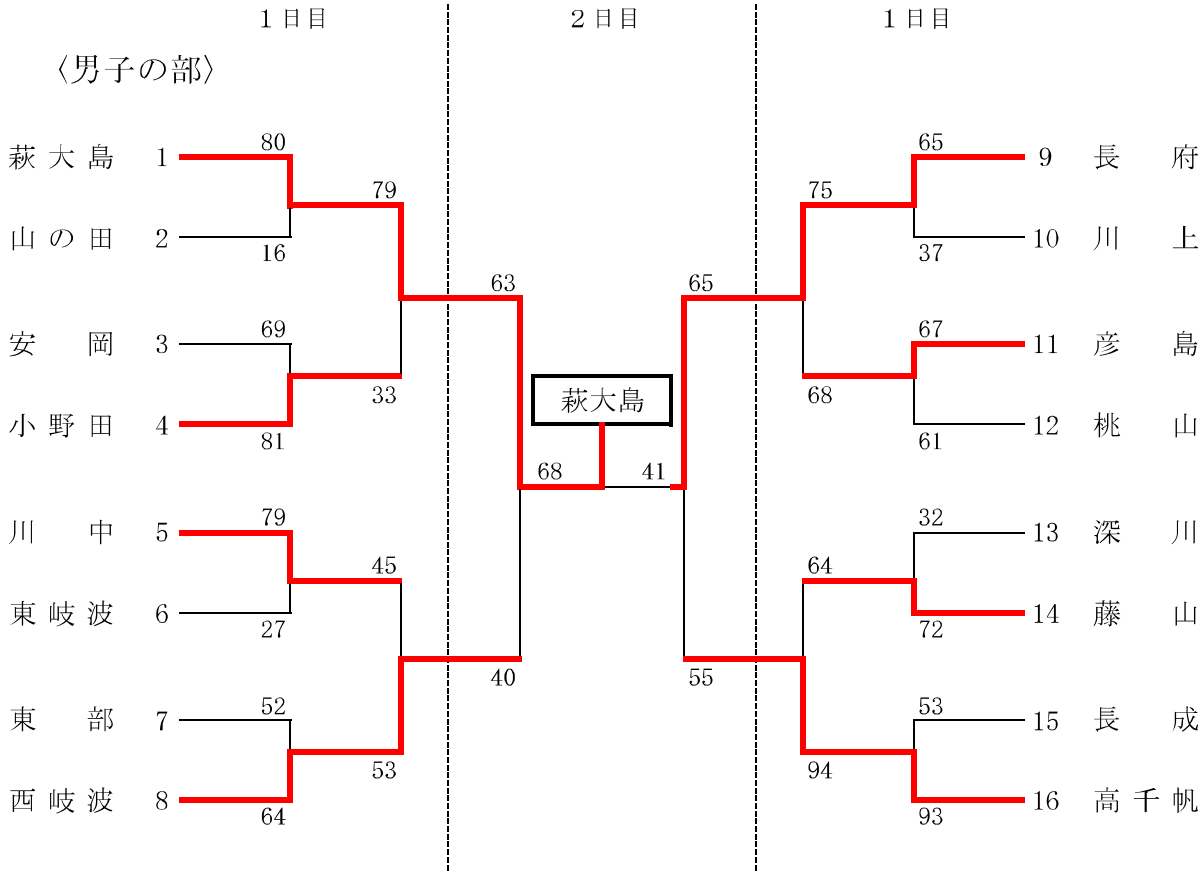 1日目 2日目 1日目
〈男子の部〉
80 65
萩大島 1 9 長府
79 75
山の田 2 10 川上
16 37
63 65
69 67
安岡 3 11 彦島
33 68
萩大島
小野田 4 12 桃山
81 61
68 41
79 32
川中 5 13 深川
45 64
東岐波 6 14 藤山
27 72
40 55
52 53
東部 7 15 長成
53 94
西岐波 8 16 高千帆
64 93